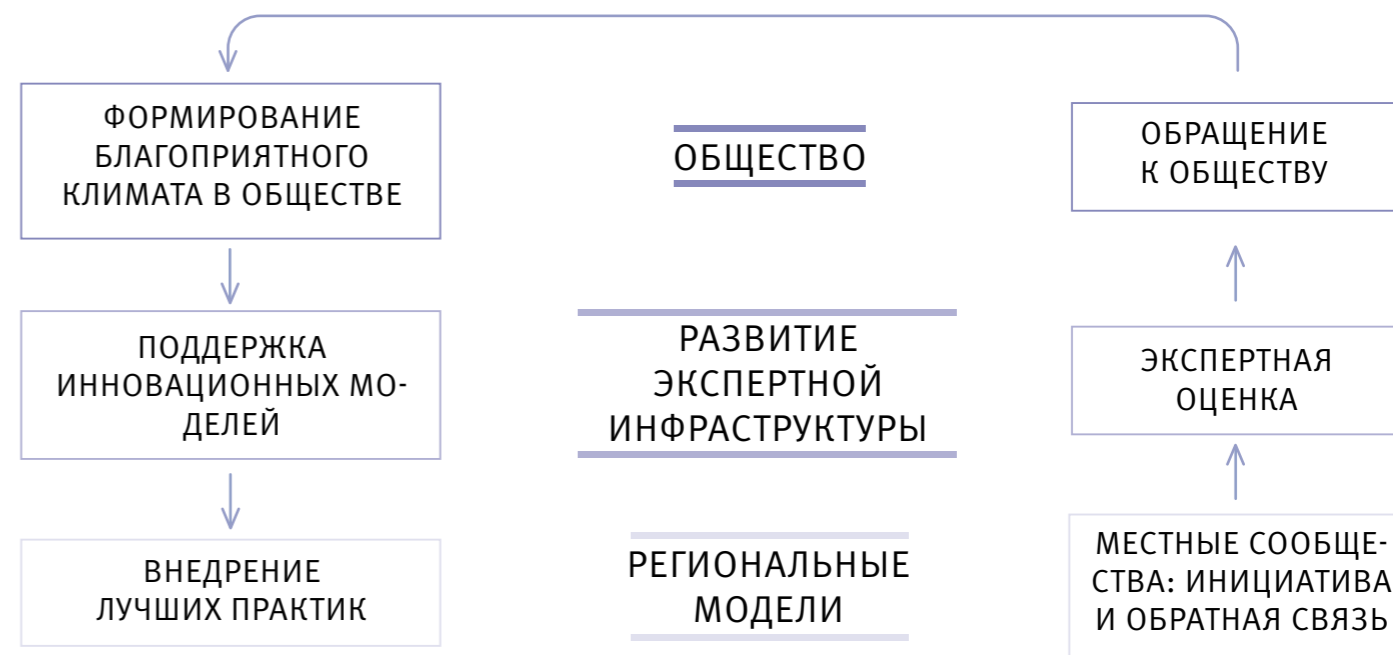 ФОРМИРОВАНИЕ
БЛАГОПРИЯТНОГО
КЛИМАТА В ОБЩЕСТВЕ
ОБЩЕСТВО
ОБРАЩЕНИЕ
К ОБЩЕСТВУ
ПОДДЕРЖКА
ИННОВАЦИОННЫХ МО-
ДЕЛЕЙ
РАЗВИТИЕ
ЭКСПЕРТНОЙ
ИНФРАСТРУКТУРЫ
ЭКСПЕРТНАЯ
ОЦЕНКА
ВНЕДРЕНИЕ
ЛУЧШИХ ПРАКТИК
РЕГИОНАЛЬНЫЕ
МОДЕЛИ
МЕСТНЫЕ СООБЩЕ-
СТВА: ИНИЦИАТИВА
И ОБРАТНАЯ СВЯЗЬ